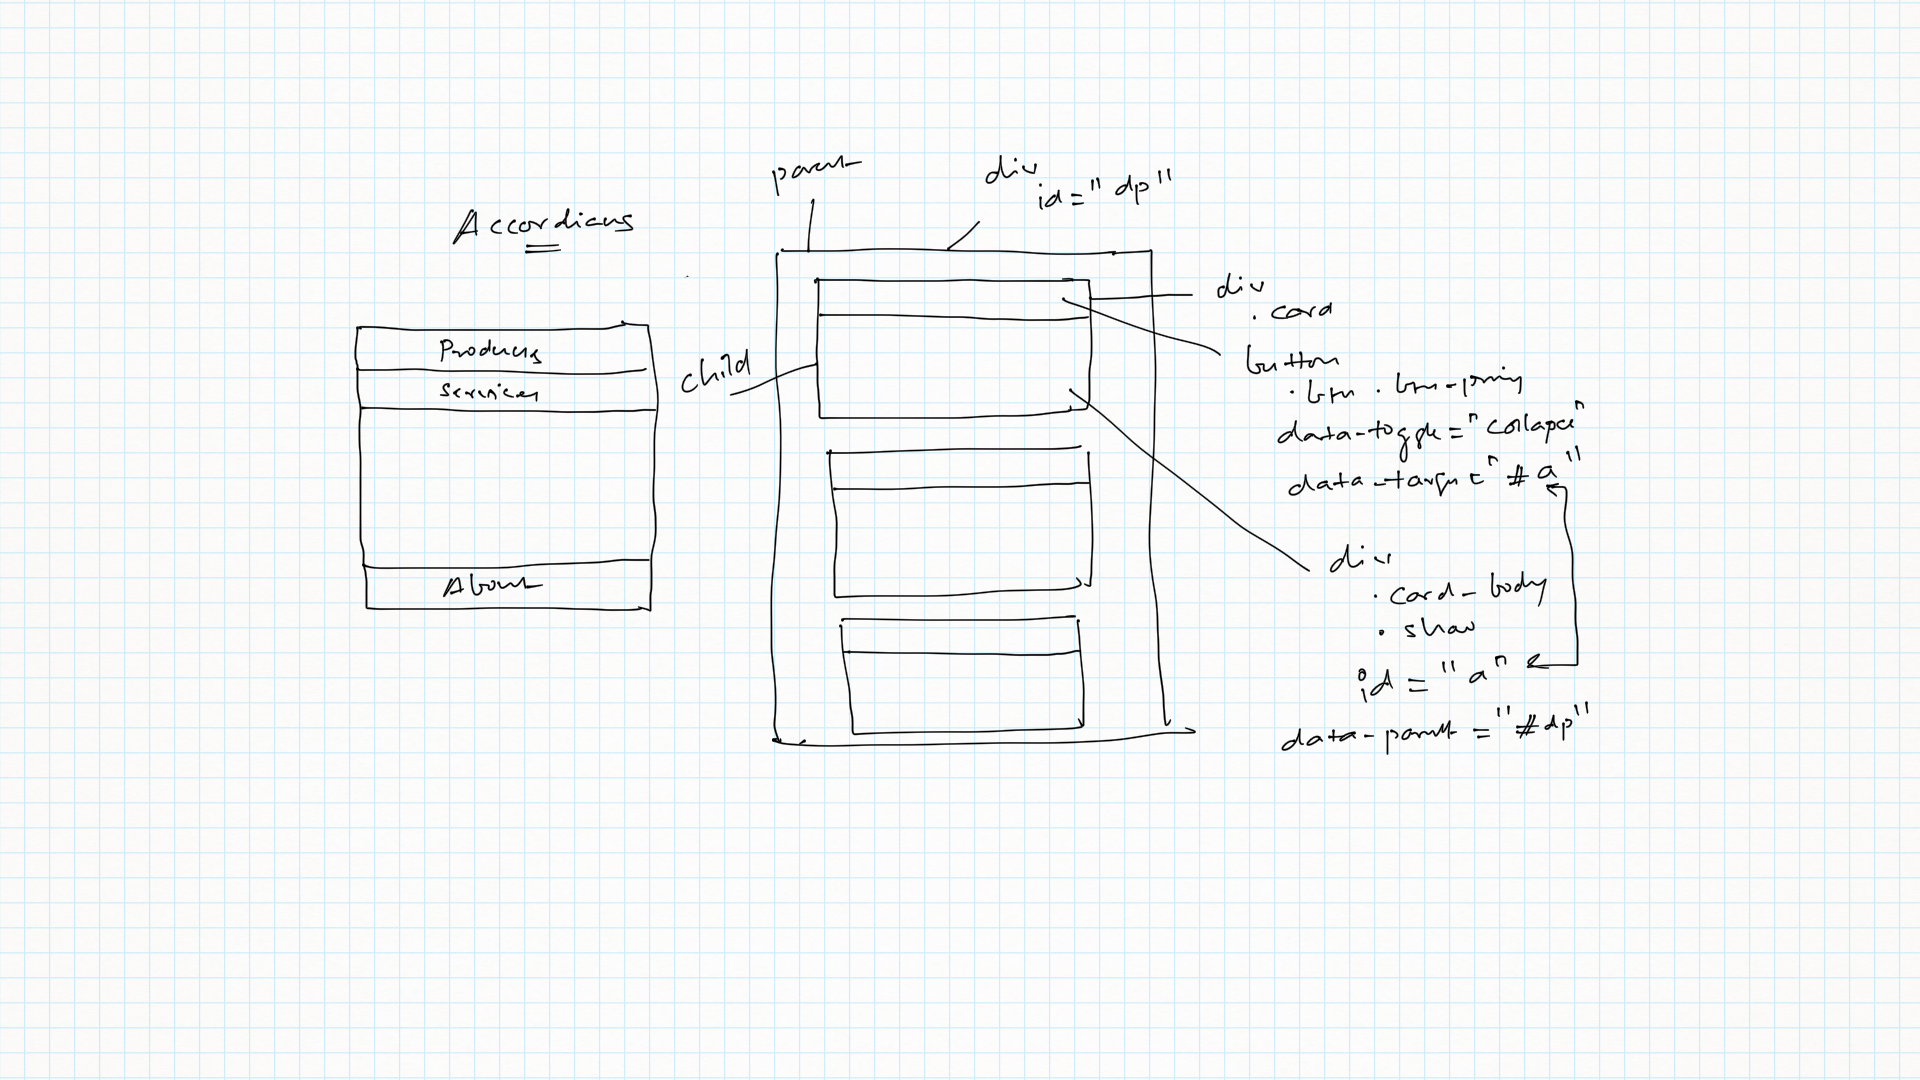 Accordions
Products
Services
About
parent
div
id="dp"
child
div
. card
button
. btn . btn-primy
data-toggle="collapse"
data-target="#a"
div
. card-body
. show
id="a"
data-parent="#dp"